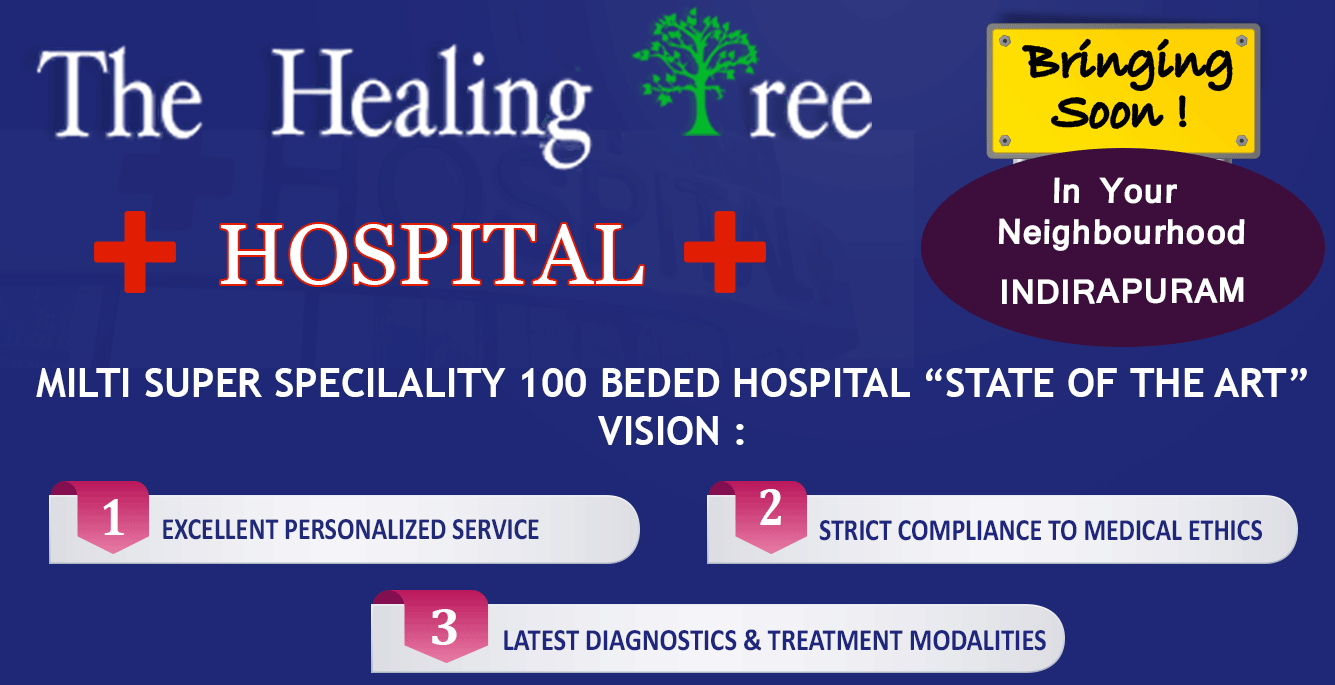 The Healing Tree
HOSPITAL
Bringing
Soon !
In Your
Neighbourhood
INDIRAPURAM
MILTI SUPER SPECILALITY 100 BEDED HOSPITAL “STATE OF THE ART”
VISION :
1 EXCELLENT PERSONALIZED SERVICE
2 STRICT COMPLIANCE TO MEDICAL ETHICS
3 LATEST DIAGNOSTICS & TREATMENT MODALITIES